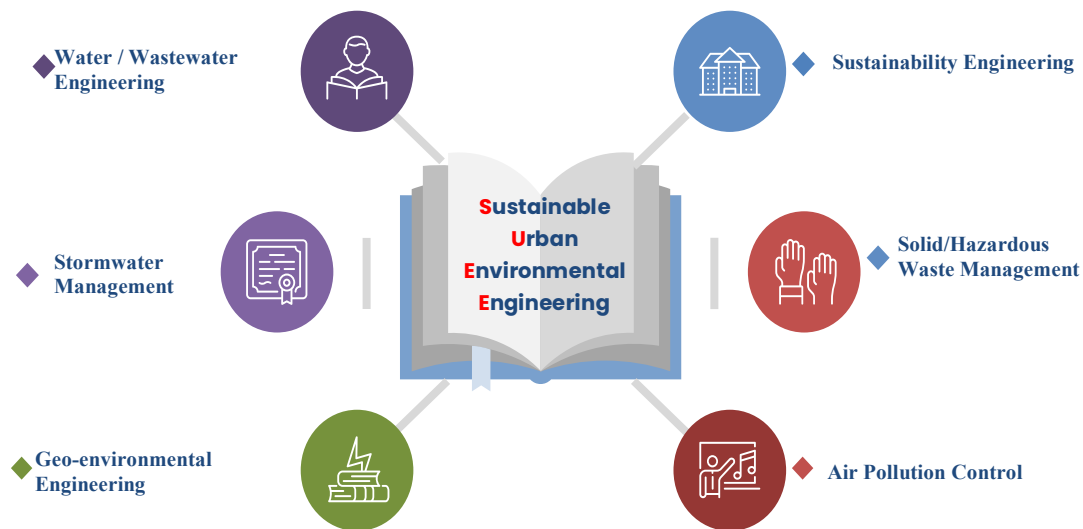 Water / Wastewater
Engineering
Sustainability Engineering
Sustainable
Urban
Environmental
Engineering
Stormwater
Management
Solid/Hazardous
Waste Management
Geo-environmental
Engineering
Air Pollution Control